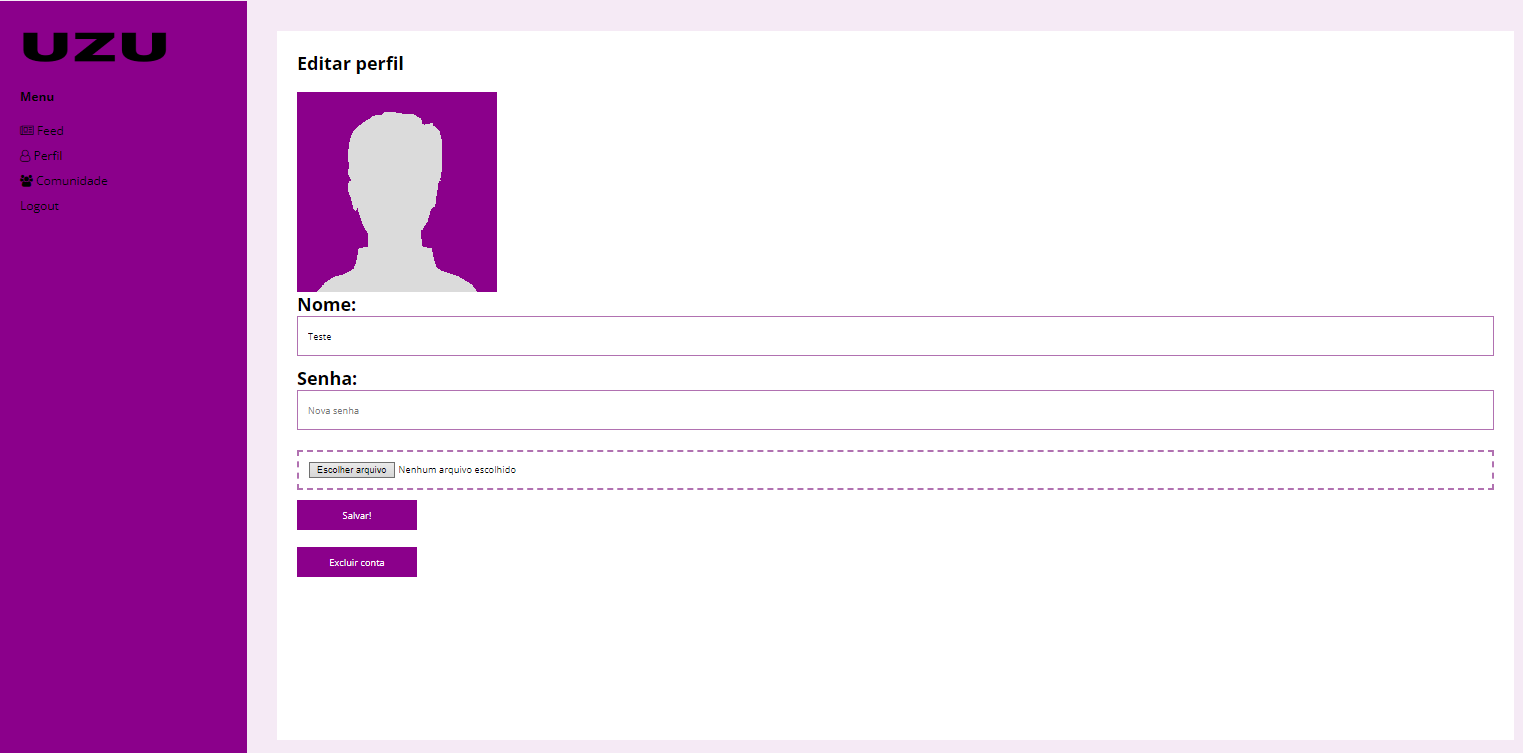 UZU
Menu
Feed
Perfil
Comunidade
Logout
Editar perfil
Nome:
Teste
Senha:
Nova senha
Escolher arquivo Nenhum arquivo escolhido
Salvar!
Excluir conta